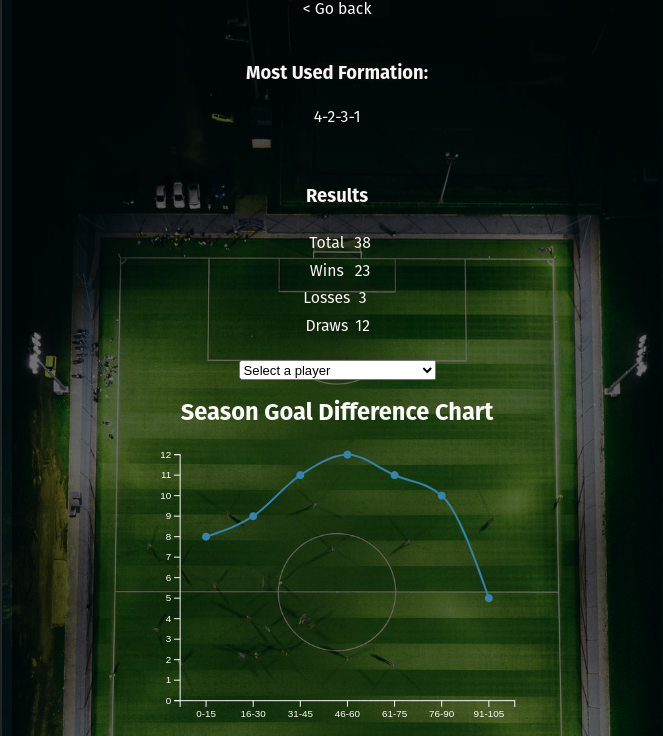 < Go back
Most Used Formation:
4-2-3-1
Results
Total 38
Wins 23
Losses 3
Draws 12
Select a player
Season Goal Difference Chart
12
11
10
9
8
7
6
5
4
3
2
1
0
0-15 16-30 31-45 46-60 61-75 76-90 91-105